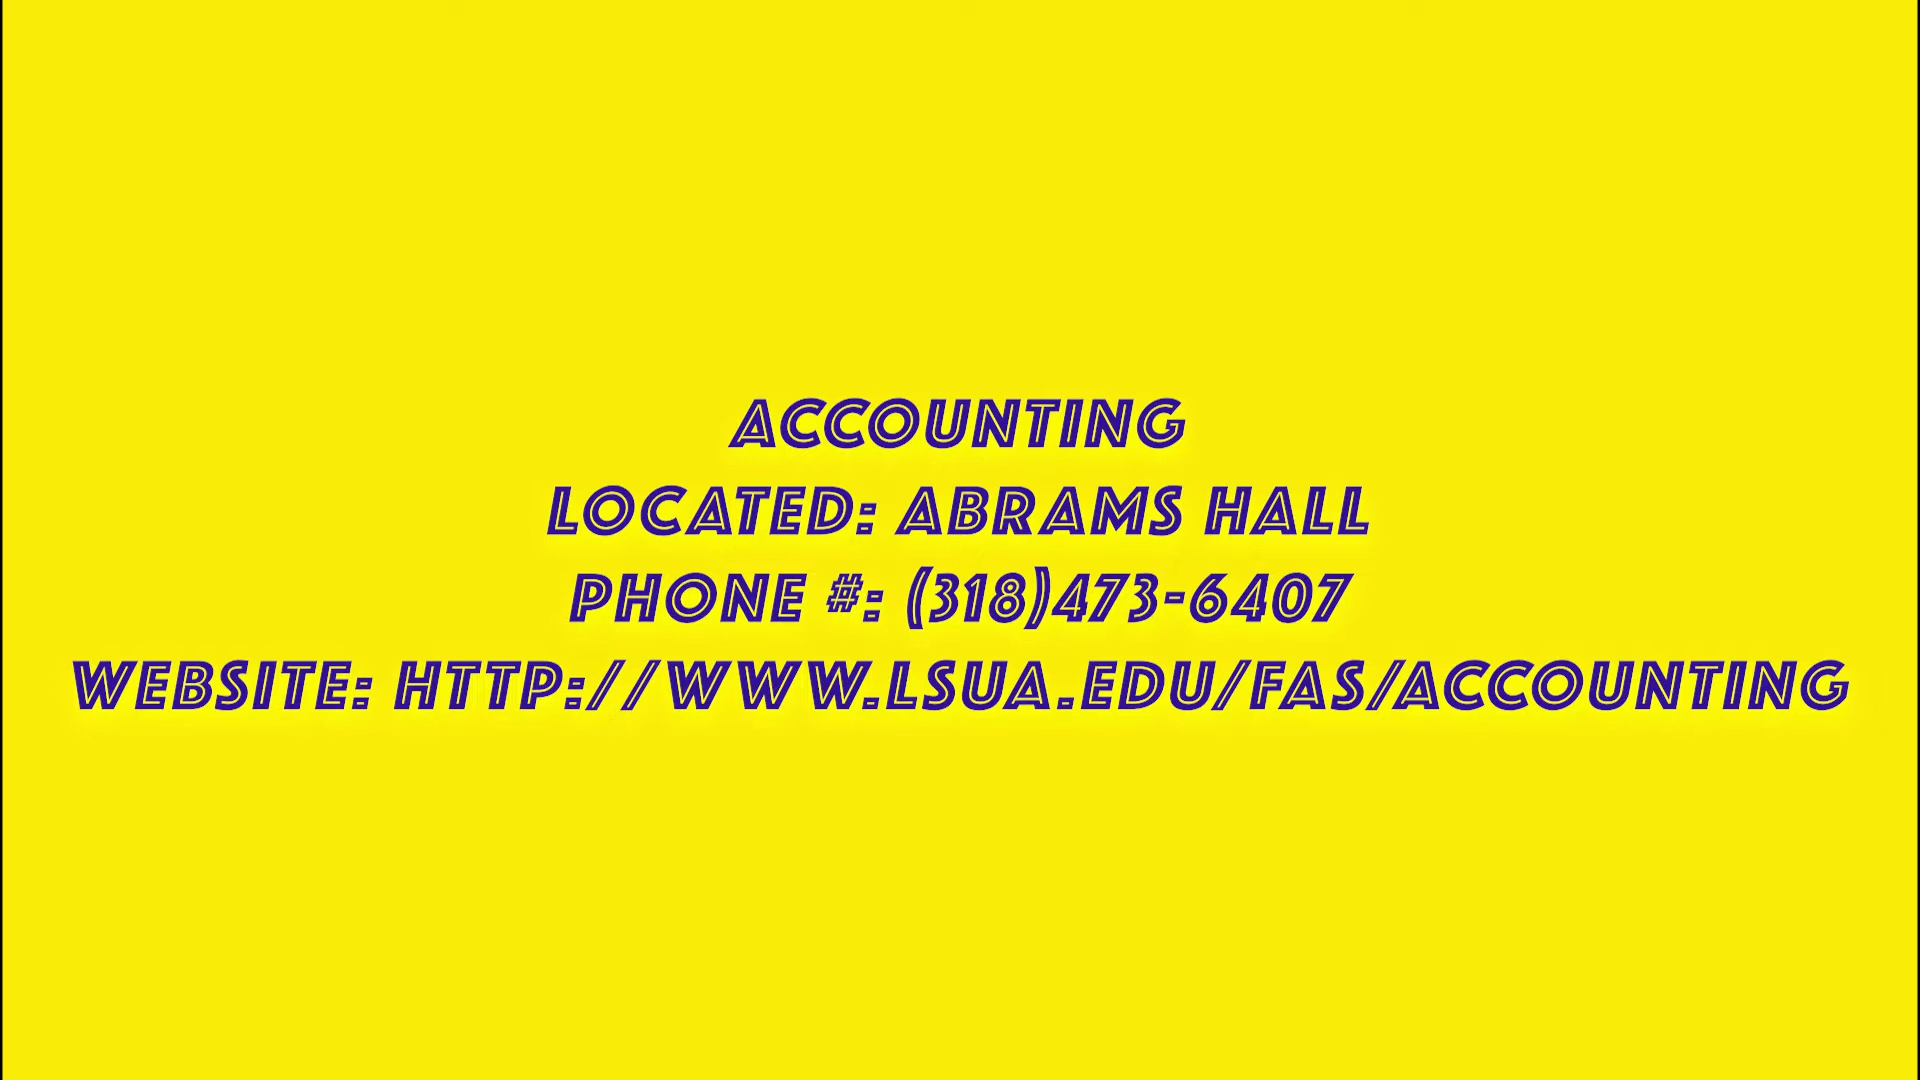 ACCOUNTING
LOCATED: ABRAMS HALL
PHONE #: (318)473-6407
WEBSITE: HTTP://WWW.LSUA.EDU/FAS/ACCOUNTING